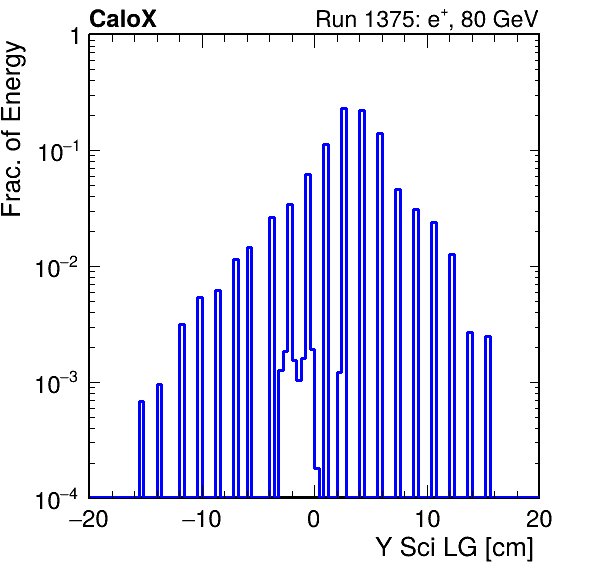 CaloX Run 1375: e⁺, 80 GeV
Frac. of Energy
1
10⁻¹
10⁻²
10⁻³
10⁻⁴
−20 −10 0 10 20
Y Sci LG [cm]